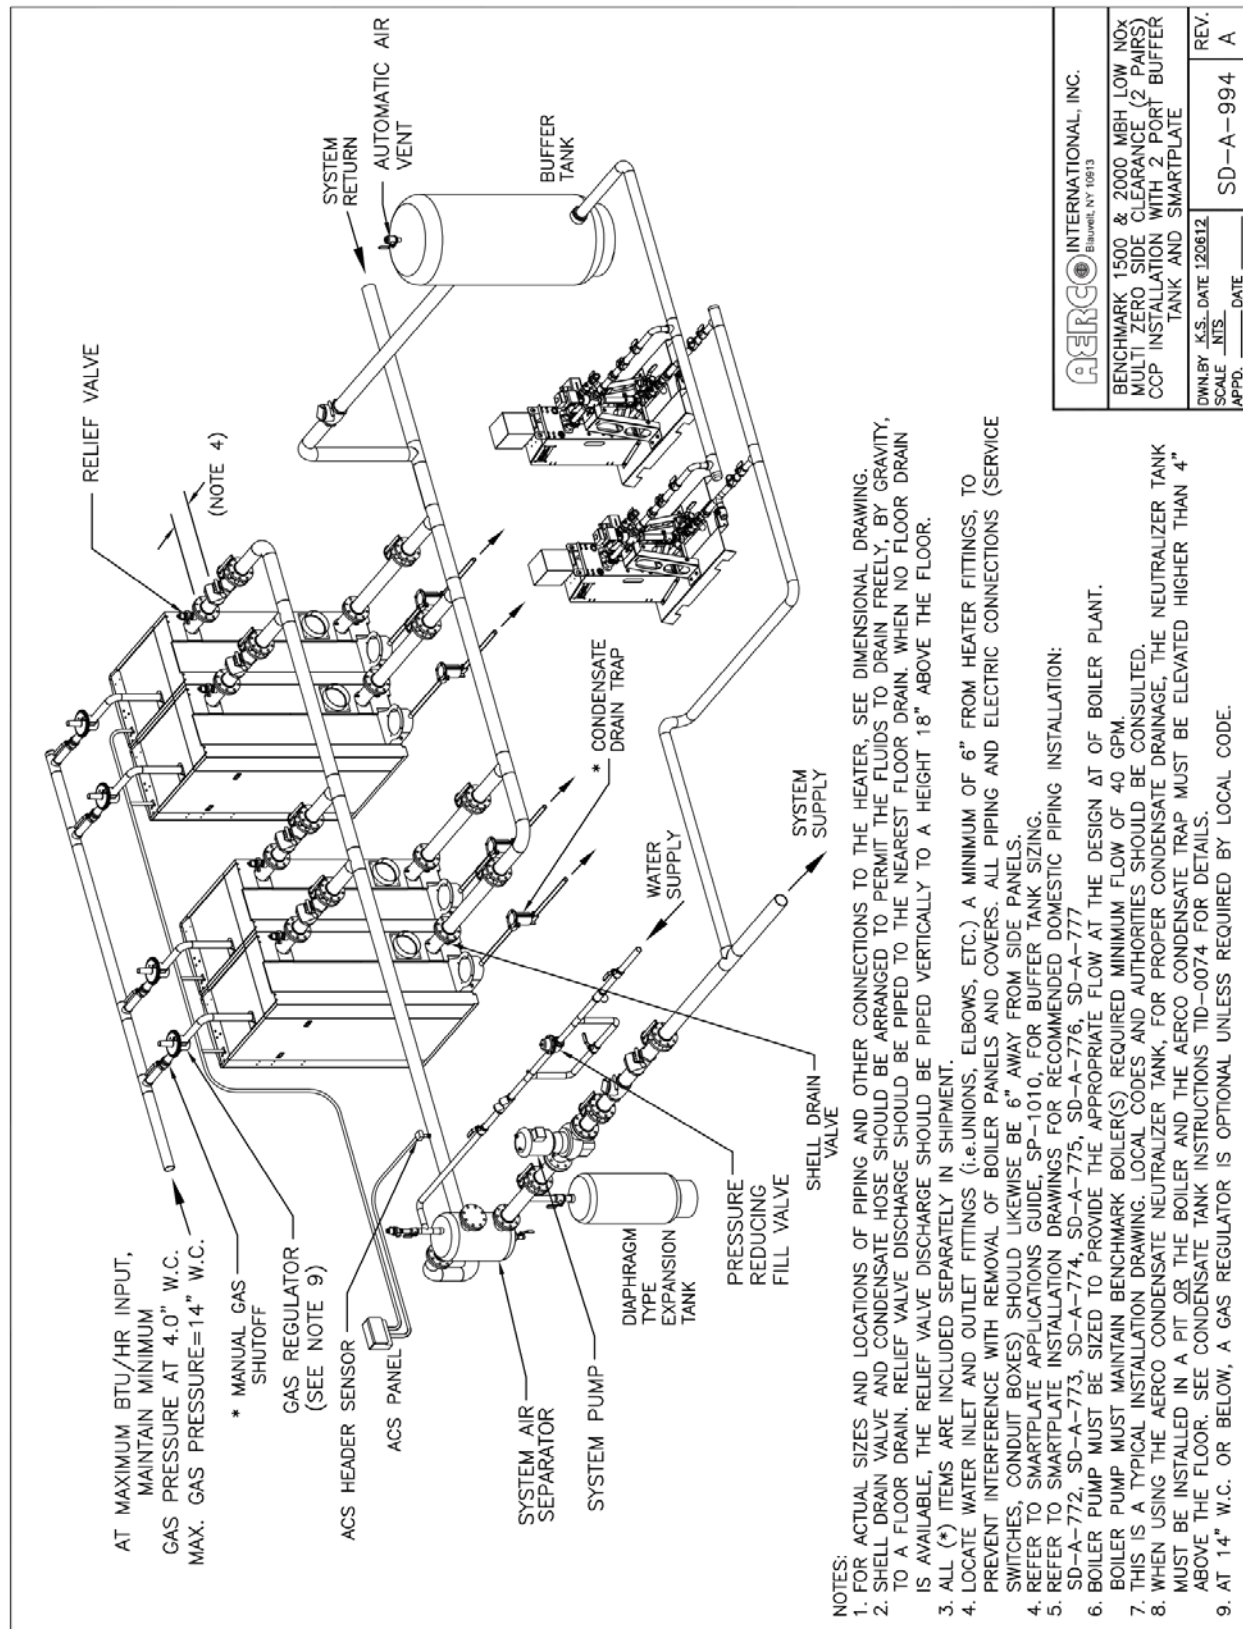 AT MAXIMUM BTU/HR INPUT,
MAINTAIN MINIMUM
GAS PRESSURE AT 4.0" W.C.
MAX. GAS PRESSURE=14" W.C.
* MANUAL GAS
SHUTOFF
GAS REGULATOR
(SEE NOTE 9)
ACS HEADER SENSOR
ACS PANEL
SYSTEM AIR
SEPARATOR
SYSTEM PUMP
DIAPHRAGM
TYPE
EXPANSION
TANK
PRESSURE
REDUCING
FILL VALVE
SHELL DRAIN
VALVE
WATER
SUPPLY
SYSTEM
SUPPLY
* CONDENSATE
DRAIN TRAP
RELIEF VALVE
(NOTE 4)
SYSTEM
RETURN
AUTOMATIC AIR
VENT
BUFFER
TANK
NOTES:
1. FOR ACTUAL SIZES AND LOCATIONS OF PIPING AND OTHER CONNECTIONS TO THE HEATER, SEE DIMENSIONAL DRAWING.
2. SHELL DRAIN VALVE AND CONDENSATE HOSE SHOULD BE ARRANGED TO PERMIT THE FLUIDS TO DRAIN FREELY, BY GRAVITY,
TO A FLOOR DRAIN. RELIEF VALVE DISCHARGE SHOULD BE PIPED TO THE NEAREST FLOOR DRAIN. WHEN NO FLOOR DRAIN
IS AVAILABLE, THE RELIEF VALVE DISCHARGE SHOULD BE PIPED VERTICALLY TO A HEIGHT 18" ABOVE THE FLOOR.
3. ALL (*) ITEMS ARE INCLUDED SEPARATELY IN SHIPMENT.
4. LOCATE WATER INLET AND OUTLET FITTINGS (i.e.UNIONS, ELBOWS, ETC.) A MINIMUM OF 6" FROM HEATER FITTINGS, TO
PREVENT INTERFERENCE WITH REMOVAL OF BOILER PANELS AND COVERS. ALL PIPING AND ELECTRIC CONNECTIONS (SERVICE
SWITCHES, CONDUIT BOXES) SHOULD LIKEWISE BE 6" AWAY FROM SIDE PANELS.
4. REFER TO SMARTPLATE APPLICATIONS GUIDE, SP-1010, FOR BUFFER TANK SIZING.
5. REFER TO SMARTPLATE INSTALLATION DRAWINGS FOR RECOMMENDED DOMESTIC PIPING INSTALLATION:
SD-A-772, SD-A-773, SD-A-774, SD-A-775, SD-A-776, SD-A-777
6. BOILER PUMP MUST BE SIZED TO PROVIDE THE APPROPRIATE FLOW AT THE DESIGN ΔT OF BOILER PLANT.
BOILER PUMP MUST MAINTAIN BENCHMARK BOILER(S) REQUIRED MINIMUM FLOW OF 40 GPM.
7. THIS IS A TYPICAL INSTALLATION DRAWING. LOCAL CODES AND AUTHORITIES SHOULD BE CONSULTED.
8. WHEN USING THE AERCO CONDENSATE NEUTRALIZER TANK, FOR PROPER CONDENSATE DRAINAGE, THE NEUTRALIZER TANK
MUST BE INSTALLED IN A PIT OR THE BOILER AND THE AERCO CONDENSATE TRAP MUST BE ELEVATED HIGHER THAN 4"
ABOVE THE FLOOR. SEE CONDENSATE TANK INSTRUCTIONS TID-0074 FOR DETAILS.
9. AT 14" W.C. OR BELOW, A GAS REGULATOR IS OPTIONAL UNLESS REQUIRED BY LOCAL CODE.
AERCO INTERNATIONAL, INC.
Blauvelt, NY 10913
BENCHMARK 1500 & 2000 MBH LOW NOx
MULTI ZERO SIDE CLEARANCE (2 PAIRS)
CCP INSTALLATION WITH 2 PORT BUFFER
TANK AND SMARTPLATE
DWN.BY K.S. DATE 120612
SCALE NTS
APPD. DATE
SD-A-994
REV.
A